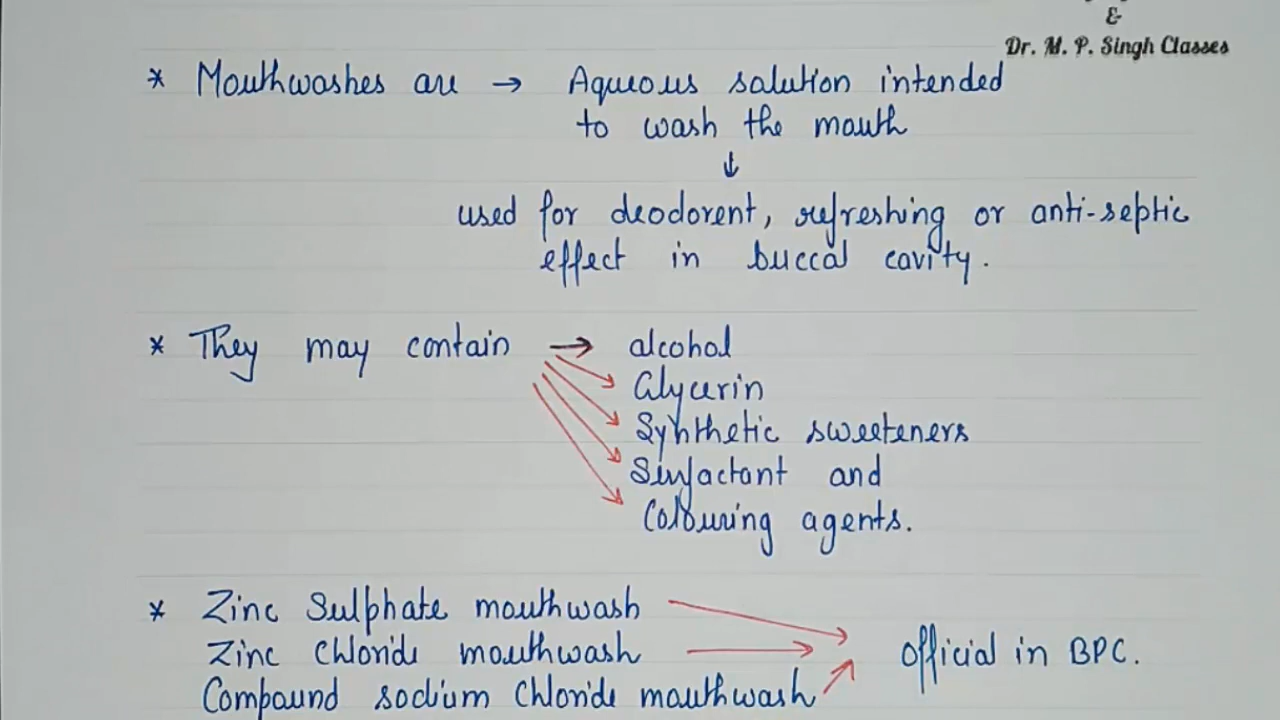 &
Dr. M. P. Singh Classes
* Mouthwashes are → Aqueous solution intended
to wash the mouth
↓
used for deodorent, refreshing or anti-septic
effect in buccal cavity.
* They may contain → alcohol
Glycerin
Synthetic sweeteners
Surfactant and
Colouring agents.
* Zinc Sulphate mouthwash
Zinc Chloride mouthwash
Official in BPC.
Compound sodium Chloride mouthwash